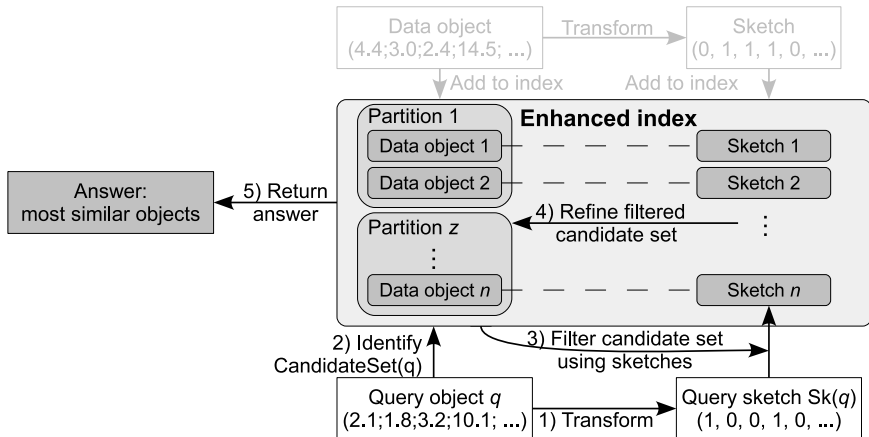 Data object
(4.4;3.0;2.4;14.5; ...)
Transform
Sketch
(0, 1, 1, 1, 0, ...)
Add to index
Add to index
Partition 1
Enhanced index
Data object 1
Sketch 1
Data object 2
Sketch 2
Answer:
most similar objects
5) Return
answer
Partition z
4) Refine filtered
candidate set
⋮
⋮
Data object n
Sketch n
2) Identify
CandidateSet(q)
3) Filter candidate set
using sketches
Query object q
(2.1;1.8;3.2;10.1; ...)
1) Transform
Query sketch Sk(q)
(1, 0, 0, 1, 0, ...)